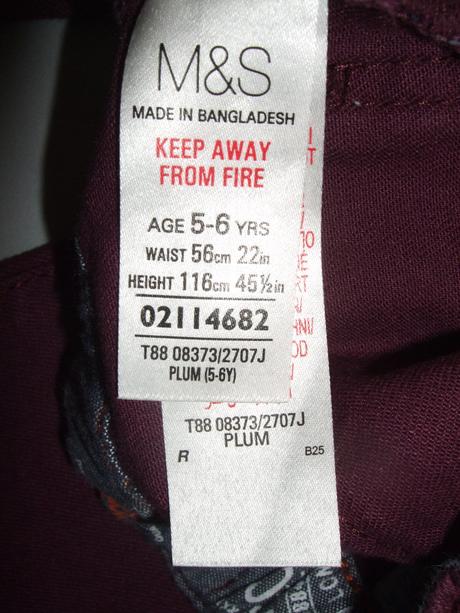 M&S
MADE IN BANGLADESH
KEEP AWAY
FROM FIRE
AGE 5-6 YRS
WAIST 56cm 22in
HEIGHT 116cm 45½in
02114682
T88 08373/2707J
PLUM (5-6Y)
T88 08373/2707J
PLUM
R B25